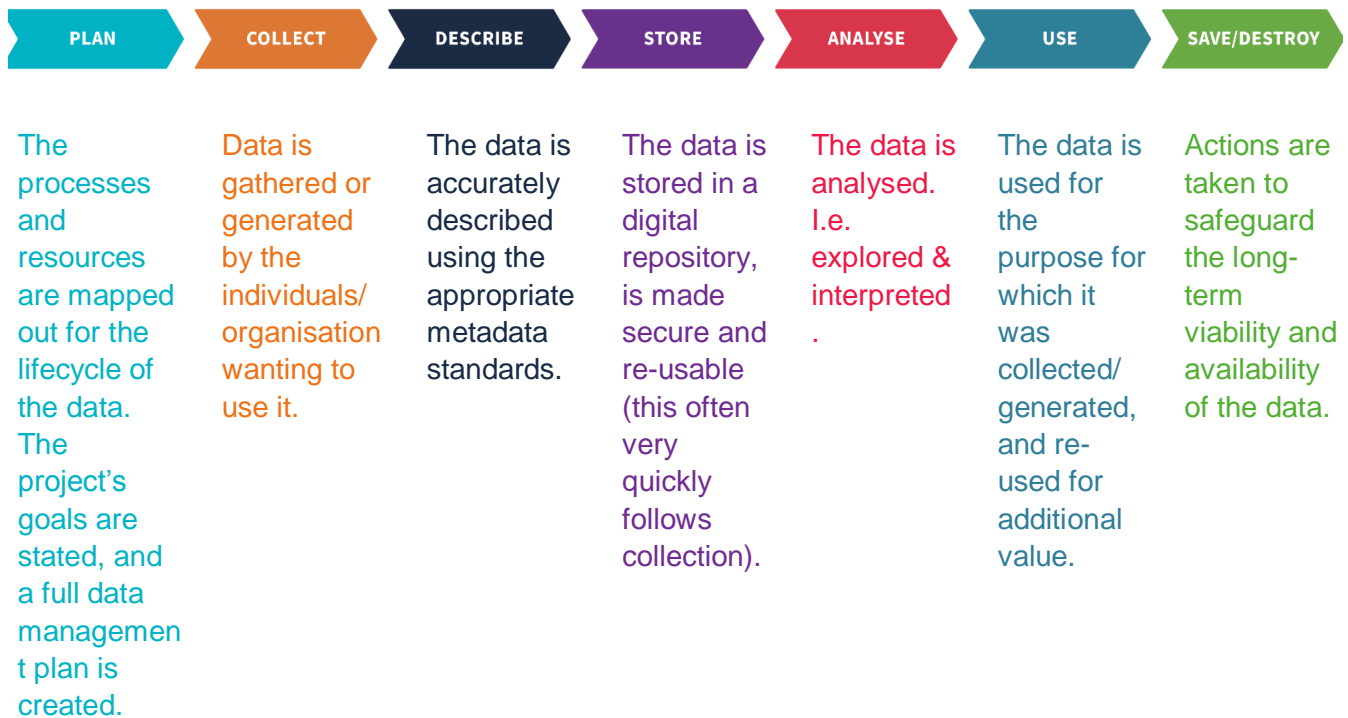 PLAN
COLLECT
DESCRIBE
STORE
ANALYSE
USE
SAVE/DESTROY
The
processes
and
resources
are mapped
out for the
lifecycle of
the data.
The
project’s
goals are
stated, and
a full data
managemen
t plan is
created.
Data is
gathered or
generated
by the
individuals/
organisation
wanting to
use it.
The data is
accurately
described
using the
appropriate
metadata
standards.
The data is
stored in a
digital
repository,
is made
secure and
re-usable
(this often
very
quickly
follows
collection).
The data is
analysed.
I.e.
explored &
interpreted
.
The data is
used for
the
purpose for
which it
was
collected/
generated,
and re-
used for
additional
value.
Actions are
taken to
safeguard
the long-
term
viability and
availability
of the data.